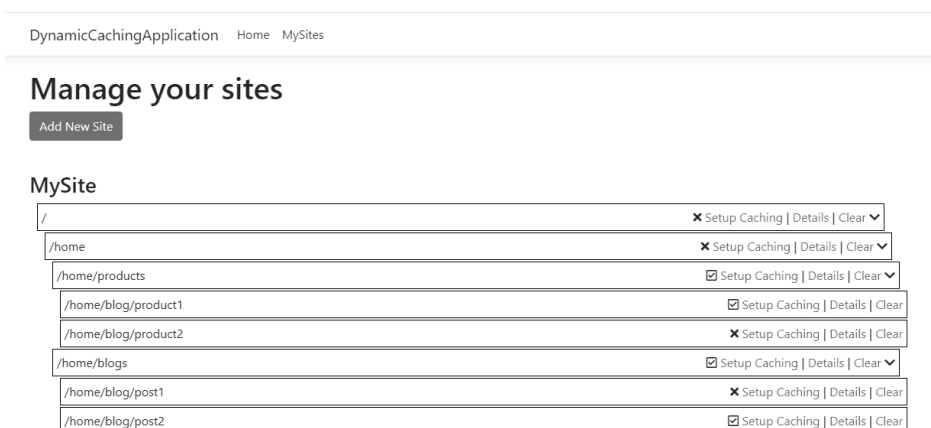 DynamicCachingApplication Home MySites
Manage your sites
Add New Site
MySite
/ Setup Caching | Details | Clear
/home Setup Caching | Details | Clear
/home/products Setup Caching | Details | Clear
/home/blog/product1 Setup Caching | Details | Clear
/home/blog/product2 Setup Caching | Details | Clear
/home/blogs Setup Caching | Details | Clear
/home/blog/post1 Setup Caching | Details | Clear
/home/blog/post2 Setup Caching | Details | Clear